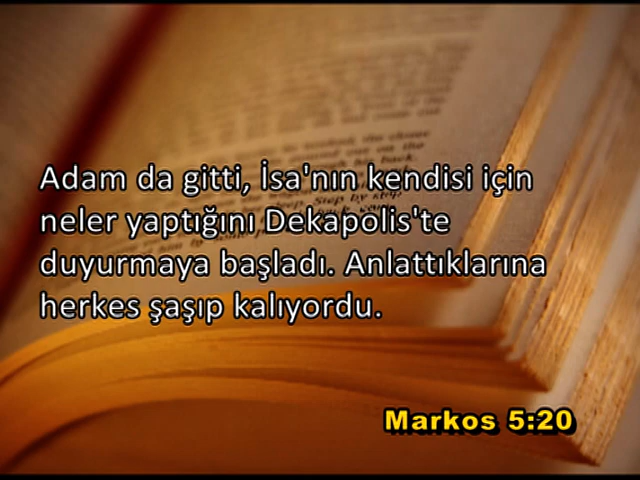 Adam da gitti, İsa'nın kendisi için
neler yaptığını Dekapolis'te
duyurmaya başladı. Anlattıklarına
herkes şaşıp kalıyordu.
Markos 5:20